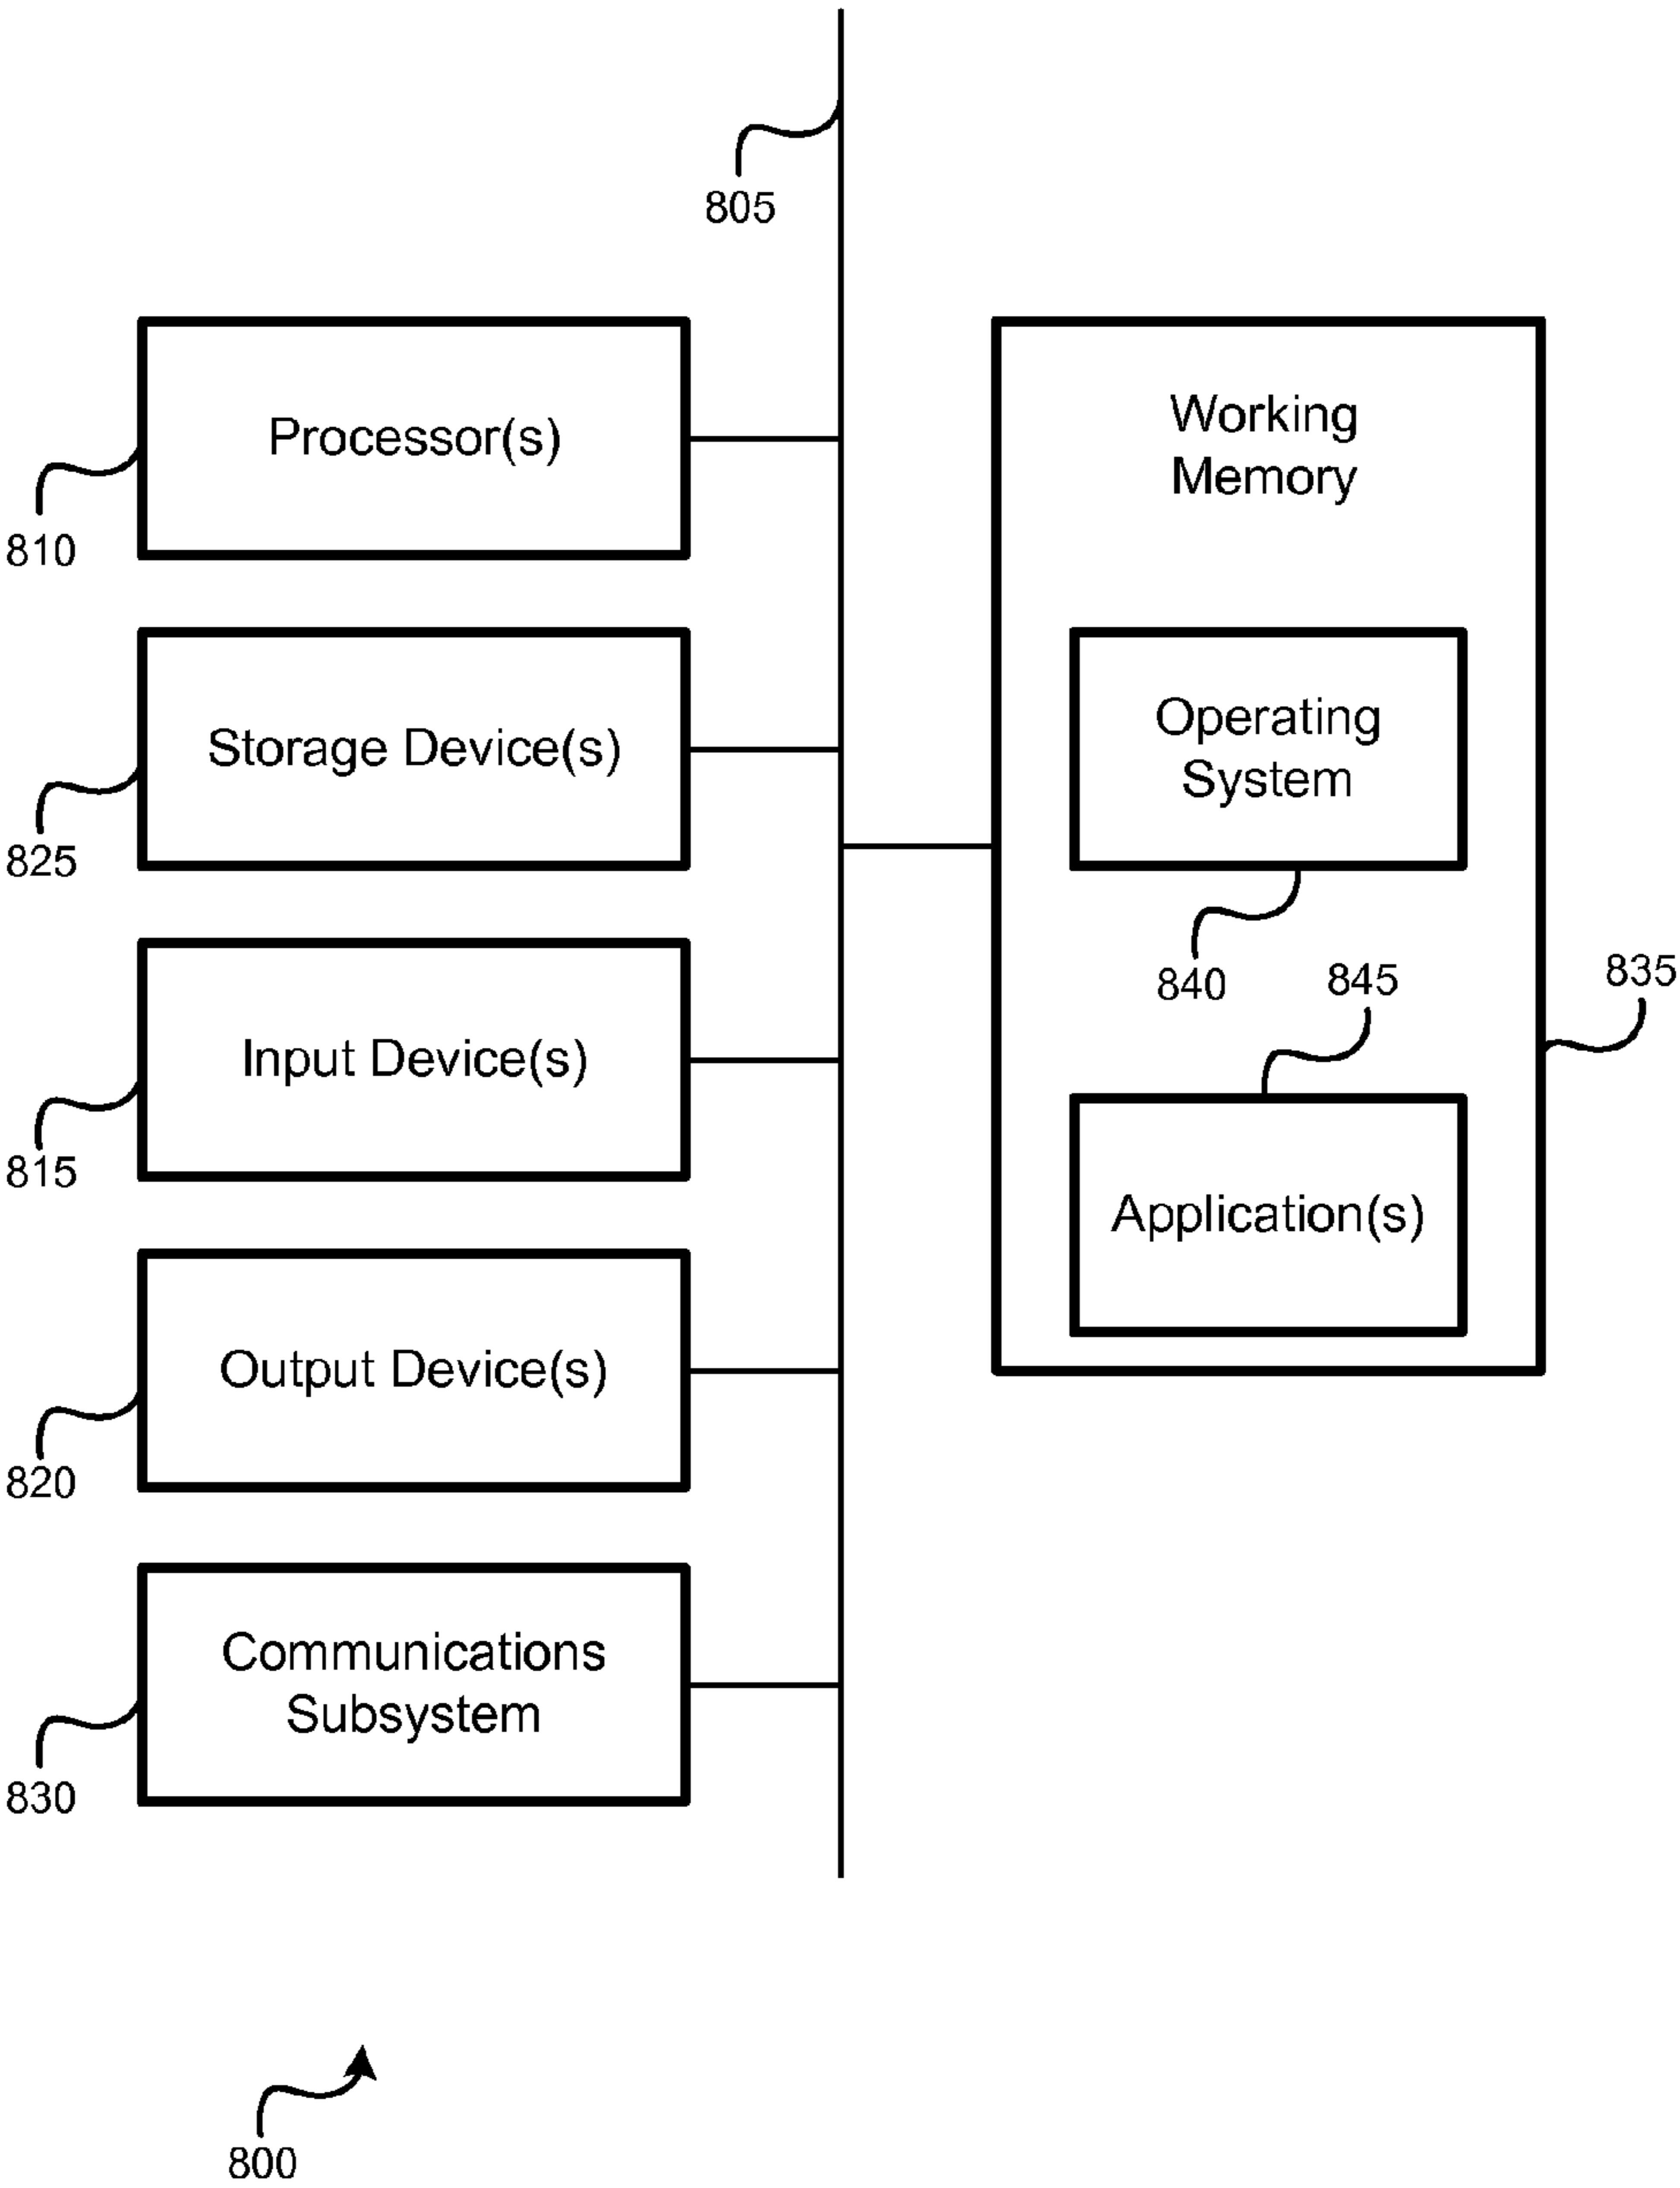 805
Processor(s)
810
Storage Device(s)
825
Input Device(s)
815
Output Device(s)
820
Communications
Subsystem
830
Working
Memory
Operating
System
840
845
835
Application(s)
800